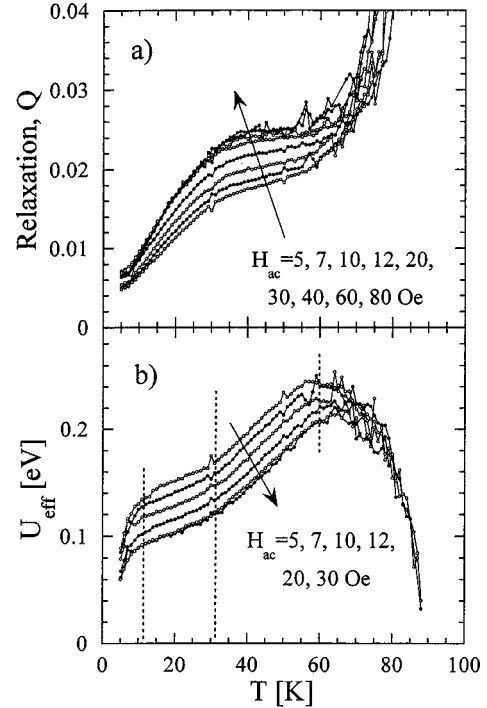 0.04
a)
0.03
0.02
0.01
0
Relaxation, Q
H_ac=5, 7, 10, 12, 20,
30, 40, 60, 80 Oe
b)
0.2
0.1
0
U_eff [eV]
H_ac=5, 7, 10, 12,
20, 30 Oe
0 20 40 60 80 100
T [K]